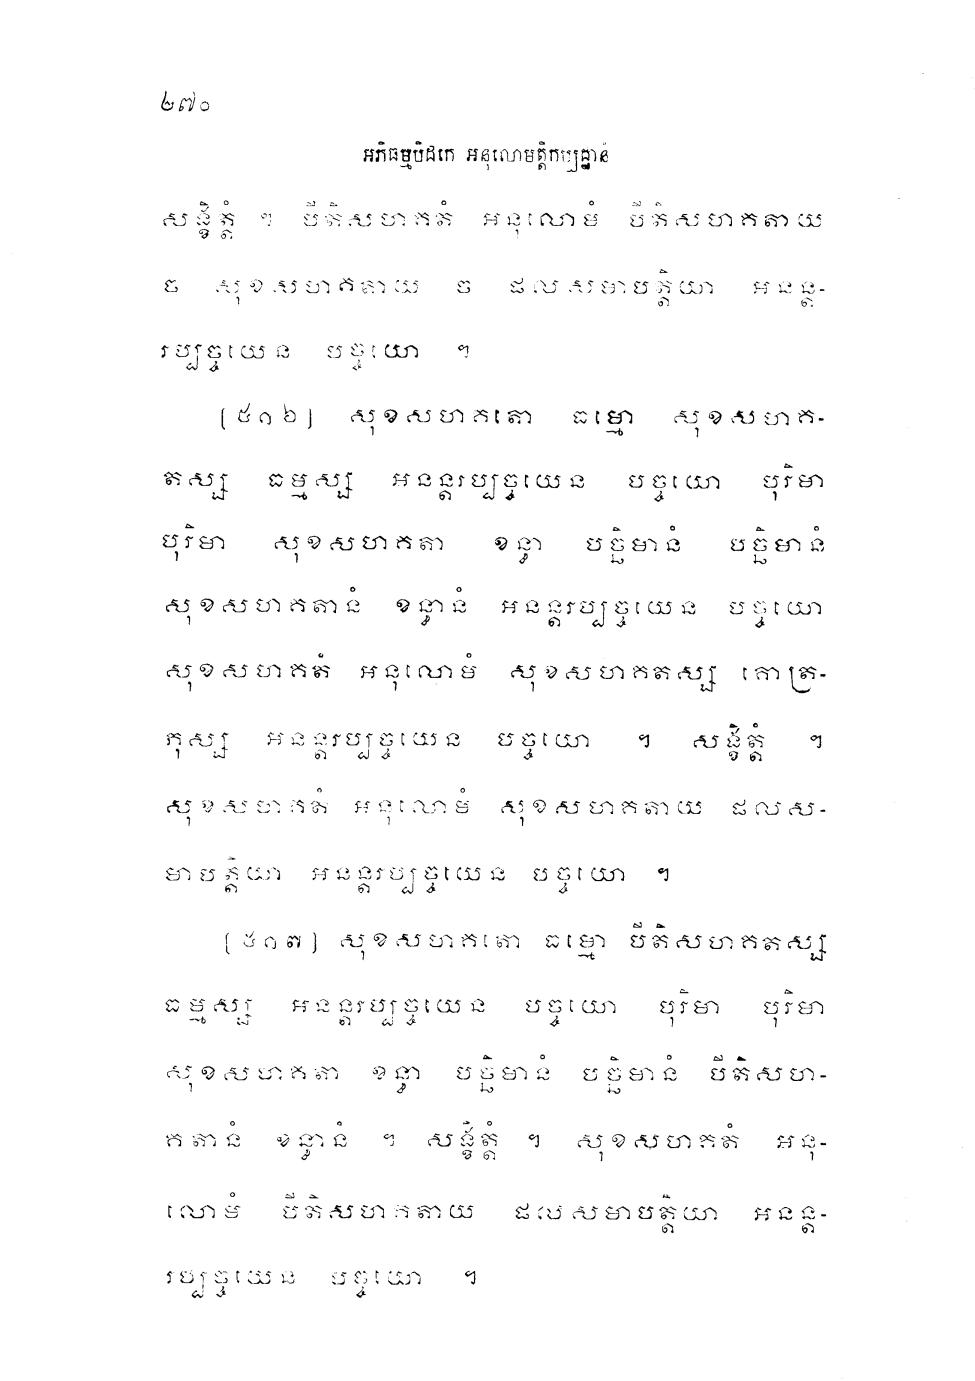 ២៧០
អភិធម្មបិដកេ អនុលោមត្តិកប្បដ្ឋានំ
សង្ខិត្តំ ។ បីតិសហគតំ អនុលោមំ បីតិសហគតាយ
ច សុខសហគតាយ ច ផលសមាបត្តិយា អនន្ត-
រប្បច្ចយេន បច្ចយោ ។
[៥០៦] សុខសហគតោ ធម្មោ សុខសហគ-
តស្ស ធម្មស្ស អនន្តរប្បច្ចយេន បច្ចយោ បុរិមា
បុរិមា សុខសហគតា ខន្ធា បច្ឆិមានំ បច្ឆិមានំ
សុខសហគតានំ ខន្ធានំ អនន្តរប្បច្ចយេន បច្ចយោ
សុខសហគតំ អនុលោមំ សុខសហគតស្ស គោត្រ-
ភុស្ស អនន្តរប្បច្ចយេន បច្ចយោ ។ សង្ខិត្តំ ។
សុខសហគតំ អនុលោមំ សុខសហគតាយ ផលស-
មាបត្តិយា អនន្តរប្បច្ចយេន បច្ចយោ ។
[៥០៧] សុខសហគតោ ធម្មោ បីតិសហគតស្ស
ធម្មស្ស អនន្តរប្បច្ចយេន បច្ចយោ បុរិមា បុរិមា
សុខសហគតា ខន្ធា បច្ឆិមានំ បច្ឆិមានំ បីតិសហ-
គតានំ ខន្ធានំ ។ សង្ខិត្តំ ។ សុខសហគតំ អនុ-
លោមំ បីតិសហគតាយ ផលសមាបត្តិយា អនន្ត-
រប្បច្ចយេន បច្ចយោ ។